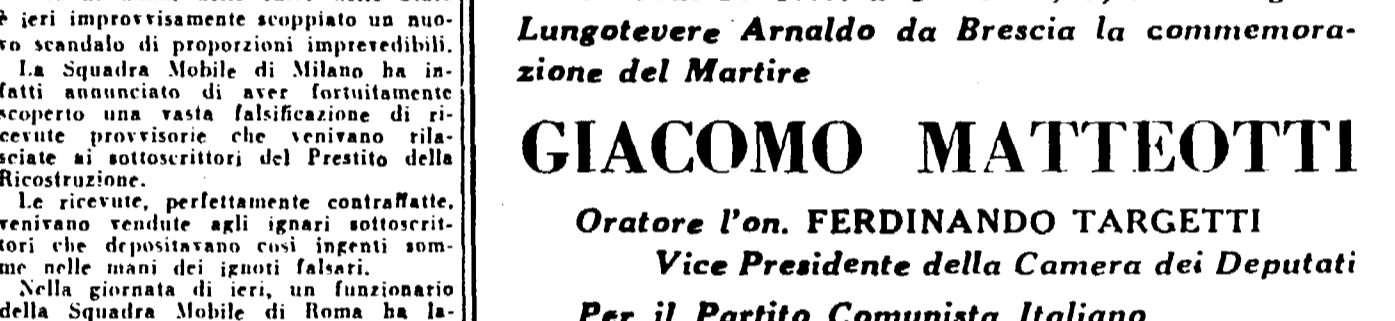 è ieri improvvisamente scoppiato un nuo-
vo scandalo di proporzioni imprevedibili.
La Squadra Mobile di Milano ha in-
fatti annunciato di aver fortuitamente
scoperto una vasta falsificazione di ri-
cevute provvisorie che venivano rila-
sciate ai sottoscrittori del Prestito della
Ricostruzione.
Le ricevute, perfettamente contraffatte,
venivano vendute agli ignari sottoscrit-
tori che depositavano così ingenti som-
me nelle mani dei ignoti falsari.
Nella giornata di ieri, un funzionario
della Squadra Mobile di Roma ha la-
Lungotevere Arnaldo da Brescia la commemora-
zione del Martire
GIACOMO MATTEOTTI
Oratore l'on. FERDINANDO TARGETTI
Vice Presidente della Camera dei Deputati
Per il Partito Comunista Italiano